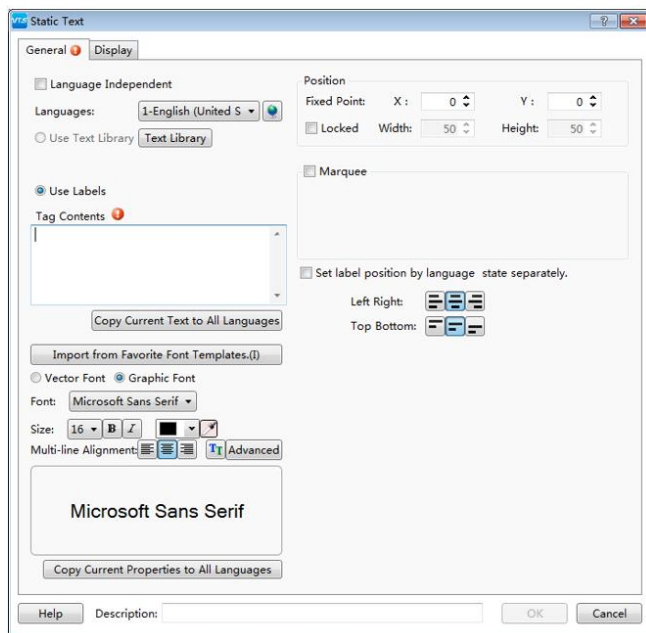 VT.5 Static Text
General Display
Language Independent
Languages: 1-English (United S
Use Text Library Text Library
Use Labels
Tag Contents
Copy Current Text to All Languages
Import from Favorite Font Templates.(I)
Vector Font Graphic Font
Font: Microsoft Sans Serif
Size: 16 B I
Multi-line Alignment: TI Advanced
Microsoft Sans Serif
Copy Current Properties to All Languages
Position
Fixed Point: X : 0 Y : 0
Locked Width: 50 Height: 50
Marquee
Set label position by language state separately.
Left Right:
Top Bottom:
Help Description: OK Cancel